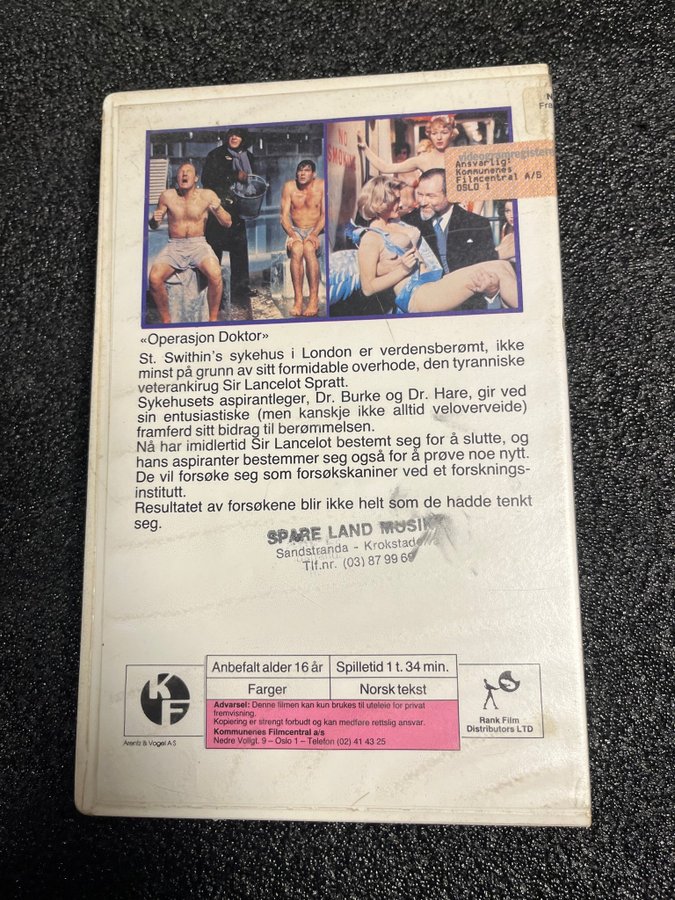 N
Fra
NO
SMOKING
videogramregistere
Ansvarlig:
Kommunenes
Filmcentral A/S
OSLO 1
«Operasjon Doktor»
St. Swithin's sykehus i London er verdensberømt, ikke
minst på grunn av sitt formidable overhode, den tyranniske
veterankirug Sir Lancelot Spratt.
Sykehusets aspirantleger, Dr. Burke og Dr. Hare, gir ved
sin entusiastiske (men kanskje ikke alltid veloverveide)
framferd sitt bidrag til berømmelsen.
Nå har imidlertid Sir Lancelot bestemt seg for å slutte, og
hans aspiranter bestemmer seg også for å prøve noe nytt.
De vil forsøke seg som forsøkskaniner ved et forsknings-
institutt.
Resultatet av forsøkene blir ikke helt som de hadde tenkt
seg.
SPARE LAND MUSIK
Sandstranda - Krokstade
Tlf.nr. (03) 87 99 69
KF
Arentz & Vogel A.S
Anbefalt alder 16 år Spilletid 1 t. 34 min.
Farger Norsk tekst
Advarsel: Denne filmen kan kun brukes til uteleie for privat
fremvisning.
Kopiering er strengt forbudt og kan medføre rettslig ansvar.
Kommunenes Filmcentral a/s
Nedre Vollgt. 9 – Oslo 1 – Telefon (02) 41 43 25
Rank Film
Distributors LTD